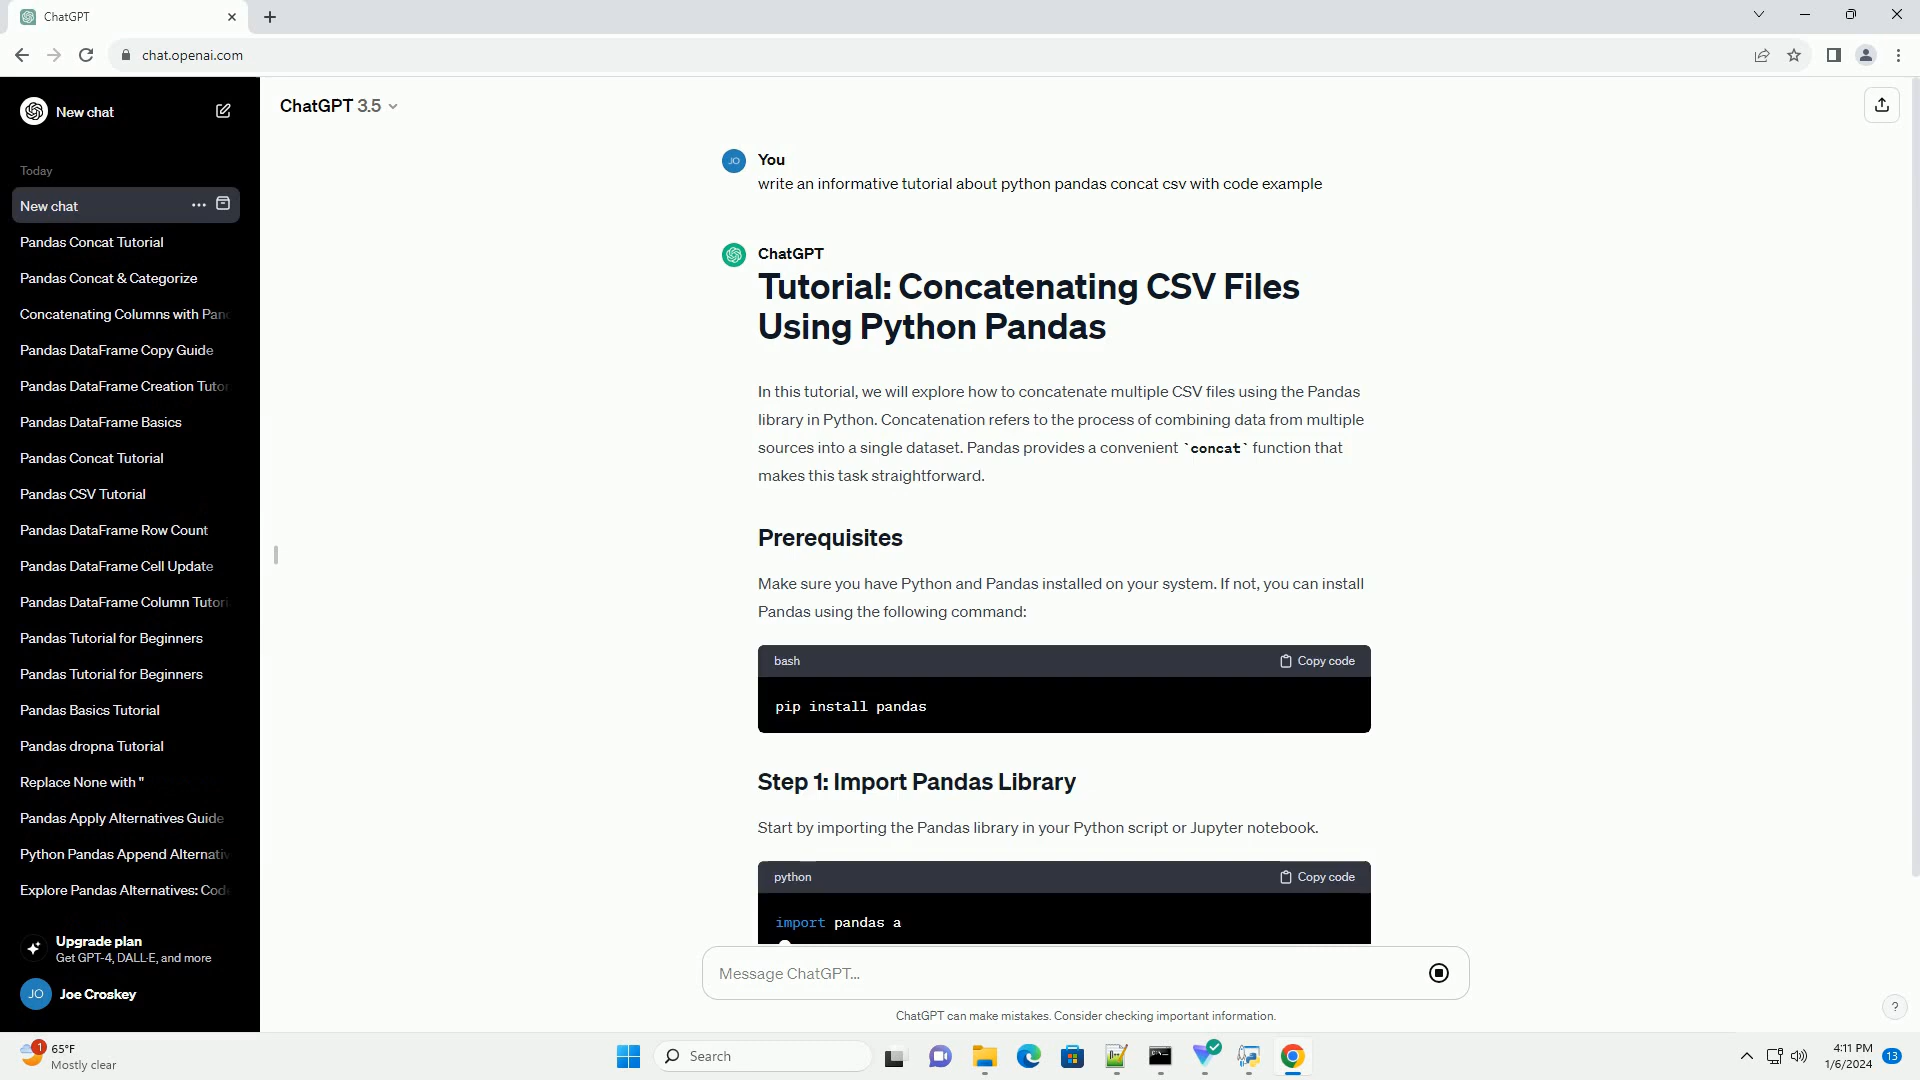 ChatGPT
chat.openai.com
New chat
Today
New chat
Pandas Concat Tutorial
Pandas Concat & Categorize
Concatenating Columns with Pan
Pandas DataFrame Copy Guide
Pandas DataFrame Creation Tutor
Pandas DataFrame Basics
Pandas Concat Tutorial
Pandas CSV Tutorial
Pandas DataFrame Row Count
Pandas DataFrame Cell Update
Pandas DataFrame Column Tutori
Pandas Tutorial for Beginners
Pandas Tutorial for Beginners
Pandas Basics Tutorial
Pandas dropna Tutorial
Replace None with "
Pandas Apply Alternatives Guide
Python Pandas Append Alternativ
Explore Pandas Alternatives: Cod
Upgrade plan
Get GPT-4, DALL·E, and more
JO Joe Croskey
ChatGPT 3.5
JO You
write an informative tutorial about python pandas concat csv with code example
ChatGPT
Tutorial: Concatenating CSV Files
Using Python Pandas
In this tutorial, we will explore how to concatenate multiple CSV files using the Pandas
library in Python. Concatenation refers to the process of combining data from multiple
sources into a single dataset. Pandas provides a convenient `concat` function that
makes this task straightforward.
Prerequisites
Make sure you have Python and Pandas installed on your system. If not, you can install
Pandas using the following command:
bash Copy code
pip install pandas
Step 1: Import Pandas Library
Start by importing the Pandas library in your Python script or Jupyter notebook.
python Copy code
import pandas a
Message ChatGPT...
ChatGPT can make mistakes. Consider checking important information.
?
1
65°F
Mostly clear
Search
4:11 PM
1/6/2024
13